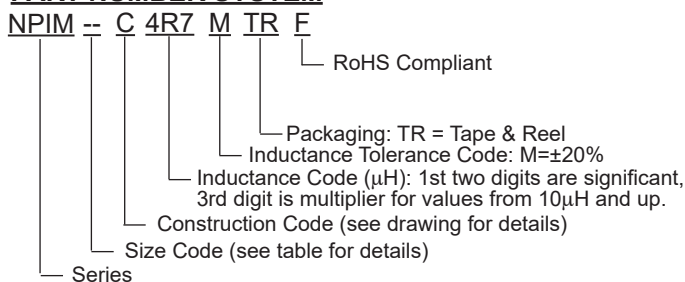 NPIM -- C 4R7 M TR F
RoHS Compliant
Packaging: TR = Tape & Reel
Inductance Tolerance Code: M=±20%
Inductance Code (μH): 1st two digits are significant,
3rd digit is multiplier for values from 10μH and up.
Construction Code (see drawing for details)
Size Code (see table for details)
Series